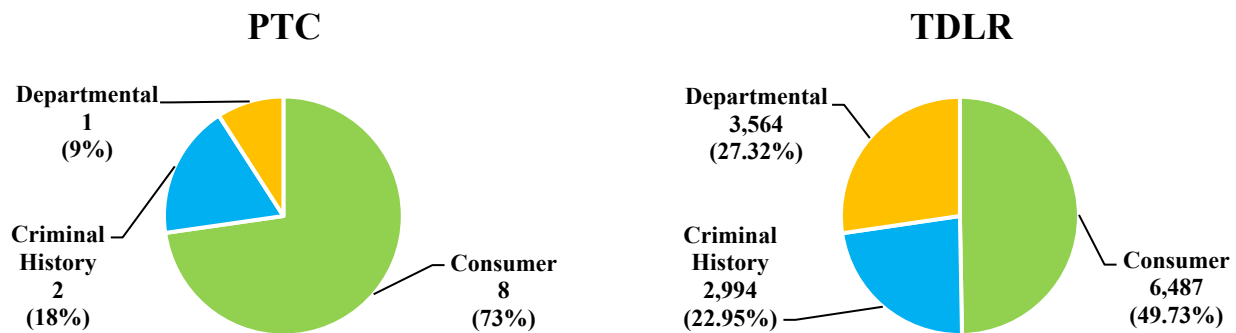 PTC
Departmental
1
(9%)
Criminal
History
2
(18%)
Consumer
8
(73%)
TDLR
Departmental
3,564
(27.32%)
Criminal
History
2,994
(22.95%)
Consumer
6,487
(49.73%)